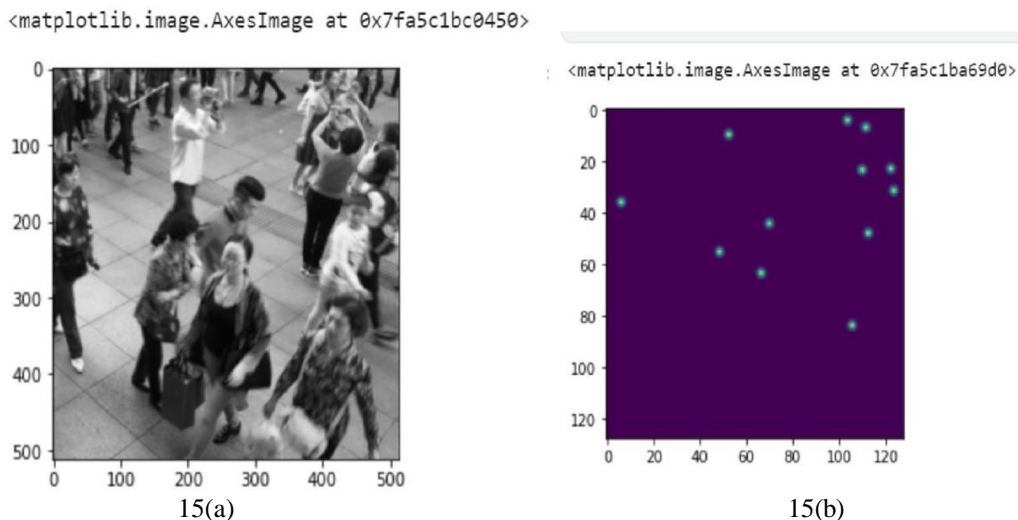 <matplotlib.image.AxesImage at 0x7fa5c1bc0450>
0
100
200
300
400
500
0 100 200 300 400 500
15(a)
<matplotlib.image.AxesImage at 0x7fa5c1ba69d0>
0
20
40
60
80
100
120
0 20 40 60 80 100 120
15(b)